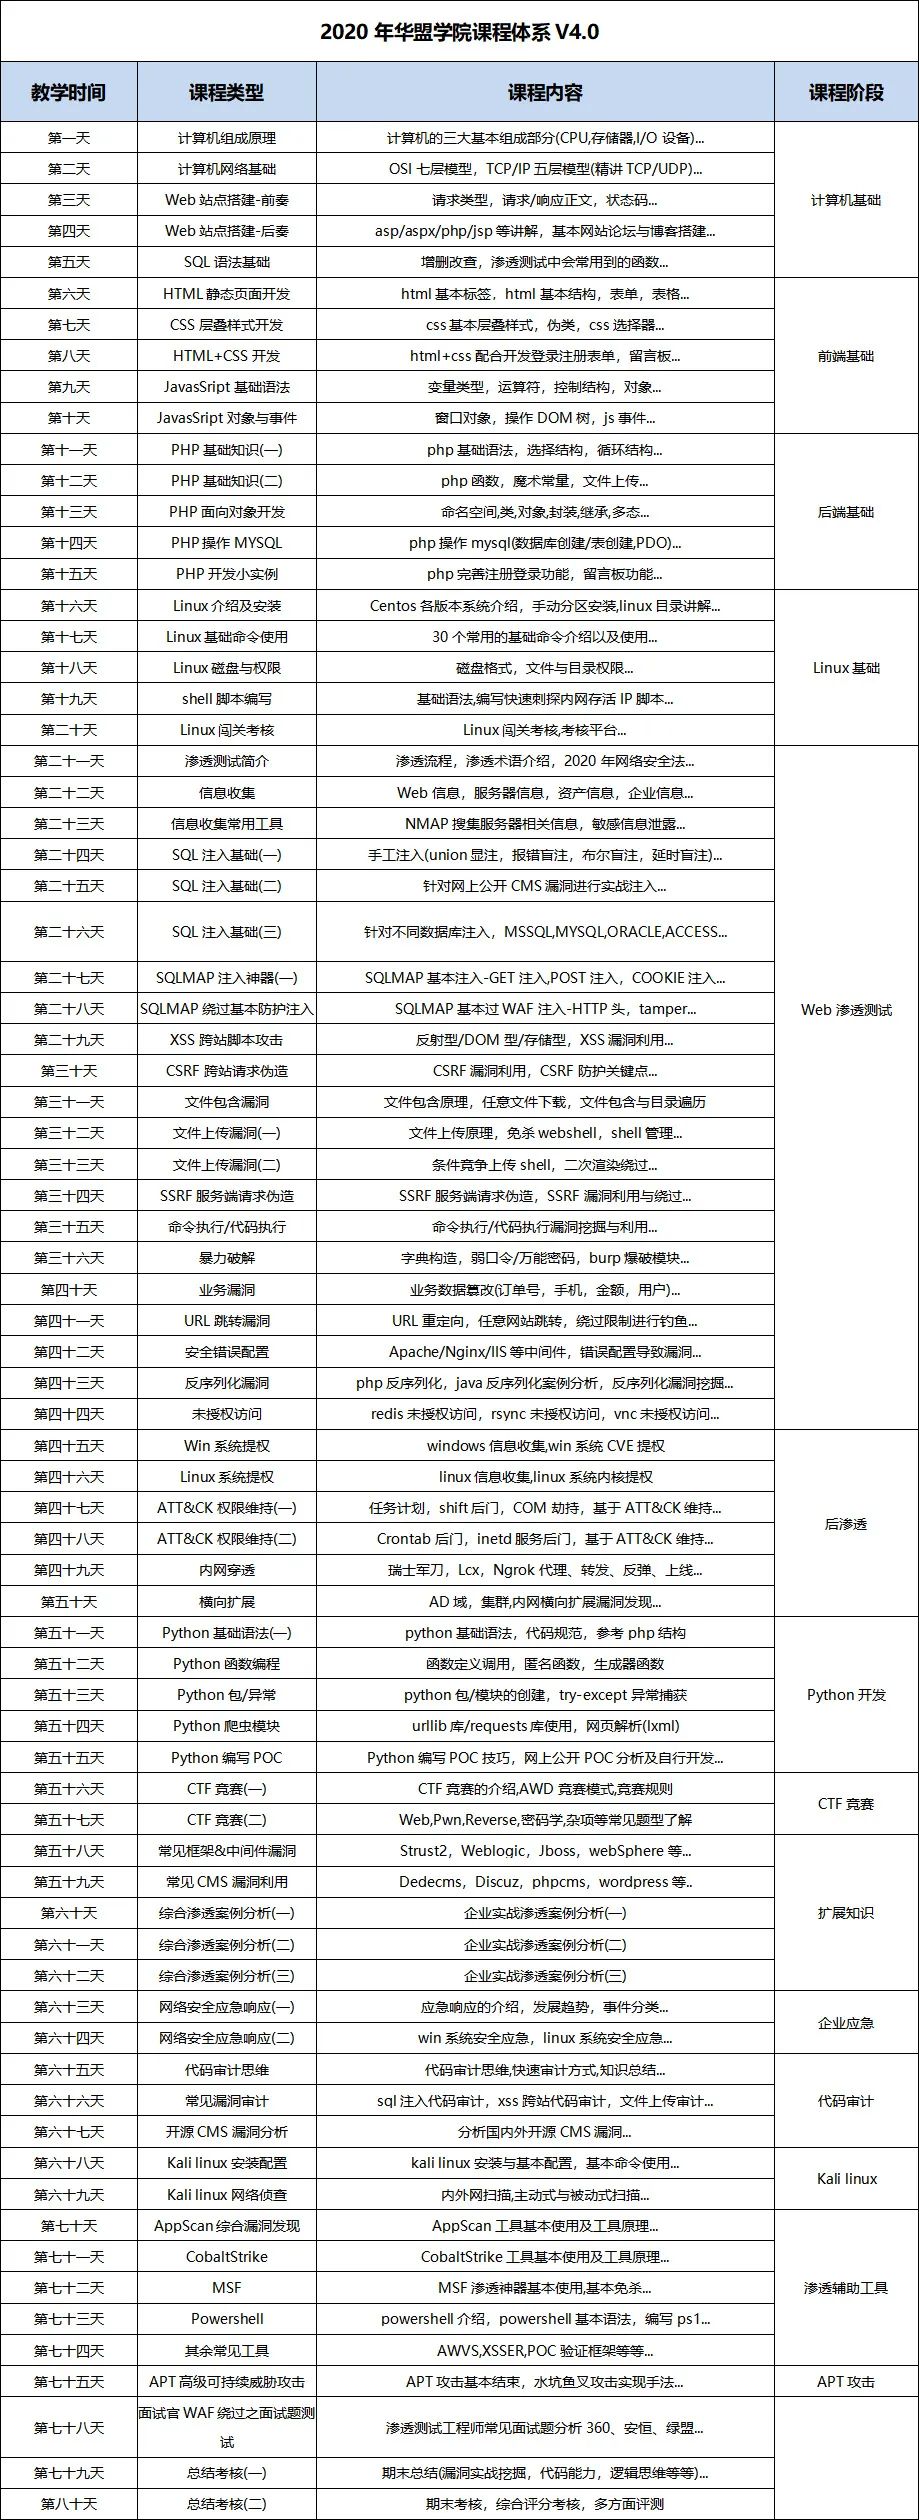 2020 年华盟学院课程体系 V4.0
教学时间 课程类型 课程内容 课程阶段
第一天 计算机组成原理 计算机的三大基本组成部分(CPU,存储器,I/O 设备)...
第二天 计算机网络基础 OSI 七层模型，TCP/IP 五层模型(精讲 TCP/UDP)...
第三天 Web 站点搭建-前奏 请求类型，请求/响应正文，状态码... 计算机基础
第四天 Web 站点搭建-后奏 asp/aspx/php/jsp 等讲解，基本网站论坛与博客搭建...
第五天 SQL 语法基础 增删改查，渗透测试中会常用到的函数...
第六天 HTML 静态页面开发 html 基本标签，html 基本结构，表单，表格...
第七天 CSS 层叠样式开发 css 基本层叠样式，伪类，css 选择器...
第八天 HTML+CSS 开发 html+css 配合开发登录注册表单，留言板... 前端基础
第九天 JavasSript 基础语法 变量类型，运算符，控制结构，对象...
第十天 JavasSript 对象与事件 窗口对象，操作 DOM 树，js 事件...
第十一天 PHP 基础知识(一) php 基础语法，选择结构，循环结构...
第十二天 PHP 基础知识(二) php 函数，魔术常量，文件上传...
第十三天 PHP 面向对象开发 命名空间,类,对象,封装,继承,多态... 后端基础
第十四天 PHP 操作 MYSQL php 操作 mysql(数据库创建/表创建,PDO)...
第十五天 PHP 开发小实例 php 完善注册登录功能，留言板功能...
第十六天 Linux 介绍及安装 Centos 各版本系统介绍，手动分区安装,linux 目录讲解...
第十七天 Linux 基础命令使用 30 个常用的基础命令介绍以及使用...
第十八天 Linux 磁盘与权限 磁盘格式，文件与目录权限... Linux 基础
第十九天 shell 脚本编写 基础语法,编写快速刺探内网存活 IP 脚本...
第二十天 Linux 闯关考核 Linux 闯关考核,考核平台...
第二十一天 渗透测试简介 渗透流程，渗透术语介绍，2020 年网络安全法...
第二十二天 信息收集 Web 信息，服务器信息，资产信息，企业信息...
第二十三天 信息收集常用工具 NMAP 搜集服务器相关信息，敏感信息泄露...
第二十四天 SQL 注入基础(一) 手工注入(union 显注，报错盲注，布尔盲注，延时盲注)...
第二十五天 SQL 注入基础(二) 针对网上公开 CMS 漏洞进行实战注入...
第二十六天 SQL 注入基础(三) 针对不同数据库注入，MSSQL,MYSQL,ORACLE,ACCESS...
第二十七天 SQLMAP 注入神器(一) SQLMAP 基本注入-GET 注入,POST 注入，COOKIE 注入...
第二十八天 SQLMAP 绕过基本防护注入 SQLMAP 基本过 WAF 注入-HTTP 头，tamper... Web 渗透测试
第二十九天 XSS 跨站脚本攻击 反射型/DOM 型/存储型，XSS 漏洞利用...
第三十天 CSRF 跨站请求伪造 CSRF 漏洞利用，CSRF 防护关键点...
第三十一天 文件包含漏洞 文件包含原理，任意文件下载，文件包含与目录遍历
第三十二天 文件上传漏洞(一) 文件上传原理，免杀 webshell，shell 管理...
第三十三天 文件上传漏洞(二) 条件竞争上传 shell，二次渲染绕过...
第三十四天 SSRF 服务端请求伪造 SSRF 服务端请求伪造，SSRF 漏洞利用与绕过...
第三十五天 命令执行/代码执行 命令执行/代码执行漏洞挖掘与利用...
第三十六天 暴力破解 字典构造，弱口令/万能密码，burp 爆破模块...
第四十天 业务漏洞 业务数据篡改(订单号，手机，金额，用户)...
第四十一天 URL 跳转漏洞 URL 重定向，任意网站跳转，绕过限制进行钓鱼...
第四十二天 安全错误配置 Apache/Nginx/IIS 等中间件，错误配置导致漏洞...
第四十三天 反序列化漏洞 php 反序列化，java 反序列化案例分析，反序列化漏洞挖掘...
第四十四天 未授权访问 redis 未授权访问，rsync 未授权访问，vnc 未授权访问...
第四十五天 Win 系统提权 windows 信息收集,win 系统 CVE 提权
第四十六天 Linux 系统提权 linux 信息收集,linux 系统内核提权
第四十七天 ATT&CK 权限维持(一) 任务计划，shift 后门，COM 劫持，基于 ATT&CK 维持...
后渗透
第四十八天 ATT&CK 权限维持(二) Crontab 后门，inetd 服务后门，基于 ATT&CK 维持...
第四十九天 内网穿透 瑞士军刀，Lcx，Ngrok 代理、转发、反弹、上线...
第五十天 横向扩展 AD 域，集群,内网横向扩展漏洞发现...
第五十一天 Python 基础语法(一) python 基础语法，代码规范，参考 php 结构
第五十二天 Python 函数编程 函数定义调用，匿名函数，生成器函数
第五十三天 Python 包/异常 python 包/模块的创建，try-except 异常捕获 Python 开发
第五十四天 Python 爬虫模块 urllib 库/requests 库使用，网页解析(lxml)
第五十五天 Python 编写 POC Python 编写 POC 技巧，网上公开 POC 分析及自行开发...
第五十六天 CTF 竞赛(一) CTF 竞赛的介绍,AWD 竞赛模式,竞赛规则
CTF 竞赛
第五十七天 CTF 竞赛(二) Web,Pwn,Reverse,密码学,杂项等常见题型了解
第五十八天 常见框架&中间件漏洞 Strust2，Weblogic，Jboss，webSphere 等...
第五十九天 常见 CMS 漏洞利用 Dedecms，Discuz，phpcms，wordpress 等..
第六十天 综合渗透案例分析(一) 企业实战渗透案例分析(一) 扩展知识
第六十一天 综合渗透案例分析(二) 企业实战渗透案例分析(二)
第六十二天 综合渗透案例分析(三) 企业实战渗透案例分析(三)
第六十三天 网络安全应急响应(一) 应急响应的介绍，发展趋势，事件分类...
企业应急
第六十四天 网络安全应急响应(二) win 系统安全应急，linux 系统安全应急...
第六十五天 代码审计思维 代码审计思维,快速审计方式,知识总结...
第六十六天 常见漏洞审计 sql 注入代码审计，xss 跨站代码审计，文件上传审计... 代码审计
第六十七天 开源 CMS 漏洞分析 分析国内外开源 CMS 漏洞...
第六十八天 Kali linux 安装配置 kali linux 安装与基本配置，基本命令使用...
Kali linux
第六十九天 Kali linux 网络侦查 内外网扫描,主动式与被动式扫描...
第七十天 AppScan 综合漏洞发现 AppScan 工具基本使用及工具原理...
第七十一天 CobaltStrike CobaltStrike 工具基本使用及工具原理...
第七十二天 MSF MSF 渗透神器基本使用,基本免杀... 渗透辅助工具
第七十三天 Powershell powershell 介绍，powershell 基本语法，编写 ps1...
第七十四天 其余常见工具 AWVS,XSSER,POC 验证框架等等...
第七十五天 APT 高级可持续威胁攻击 APT 攻击基本结束，水坑鱼叉攻击实现手法... APT 攻击
第七十八天 面试官 WAF 绕过之面试题测 渗透测试工程师常见面试题分析 360、安恒、绿盟...
试
第七十九天 总结考核(一) 期末总结(漏洞实战挖掘，代码能力，逻辑思维等等)...
第八十天 总结考核(二) 期末考核，综合评分考核，多方面评测